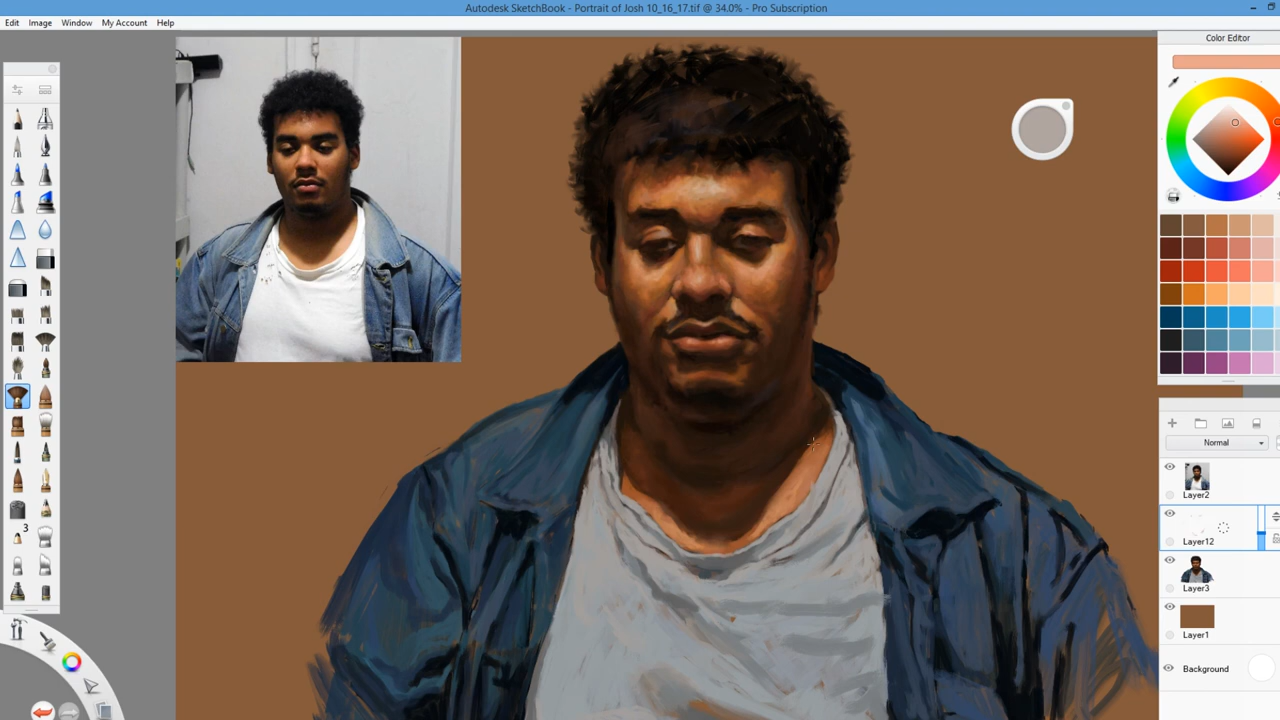 Autodesk SketchBook - Portrait of Josh 10_16_17.tif @ 34.0% - Pro Subscription
Edit Image Window My Account Help
Color Editor
3
Normal
Layer2
Layer12
Layer3
Layer1
Background